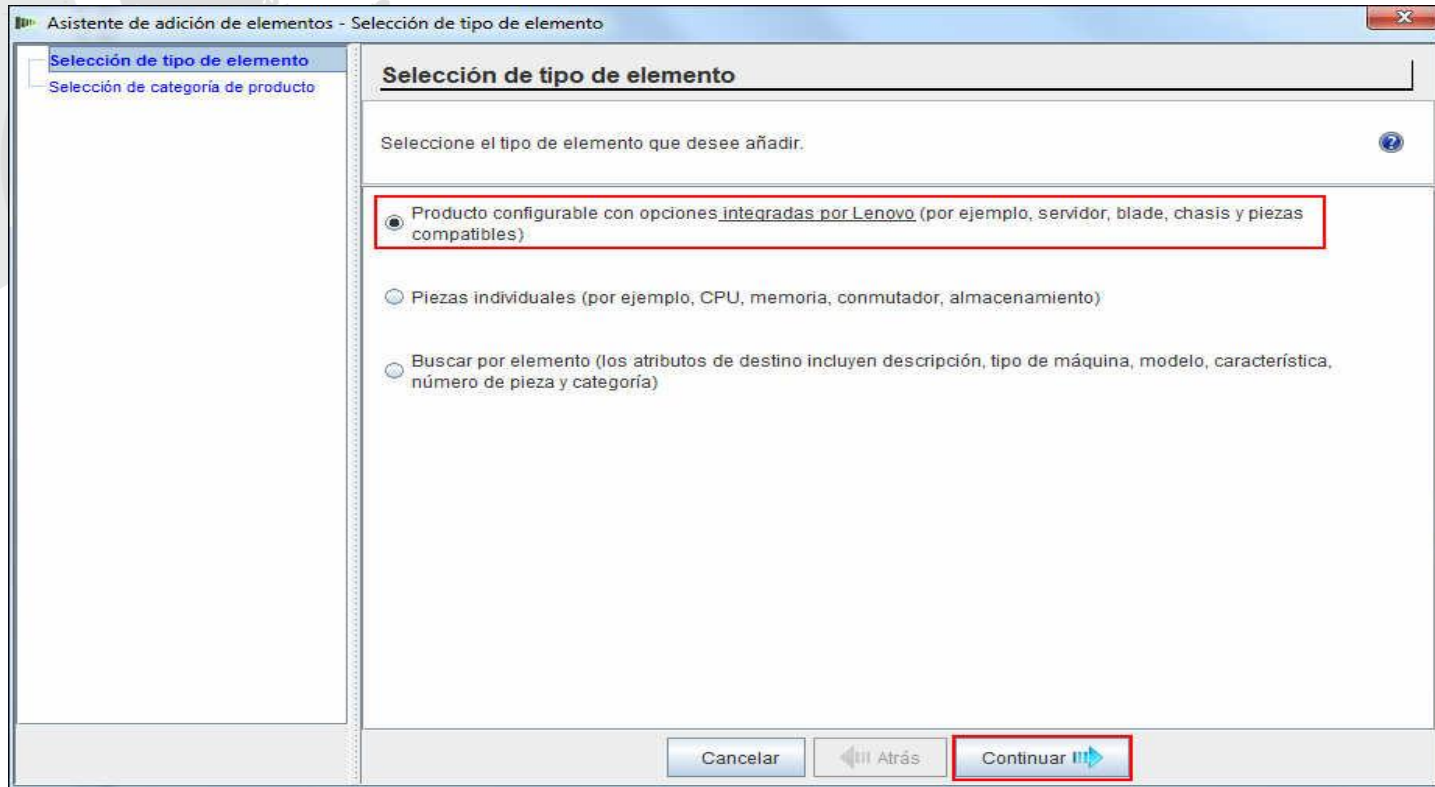 Asistente de adición de elementos - Selección de tipo de elemento
Selección de tipo de elemento
Selección de categoría de producto
Selección de tipo de elemento
Seleccione el tipo de elemento que desee añadir.
Producto configurable con opciones integradas por Lenovo (por ejemplo, servidor, blade, chasis y piezas
compatibles)
Piezas individuales (por ejemplo, CPU, memoria, conmutador, almacenamiento)
Buscar por elemento (los atributos de destino incluyen descripción, tipo de máquina, modelo, característica,
número de pieza y categoría)
Cancelar
Atrás
Continuar